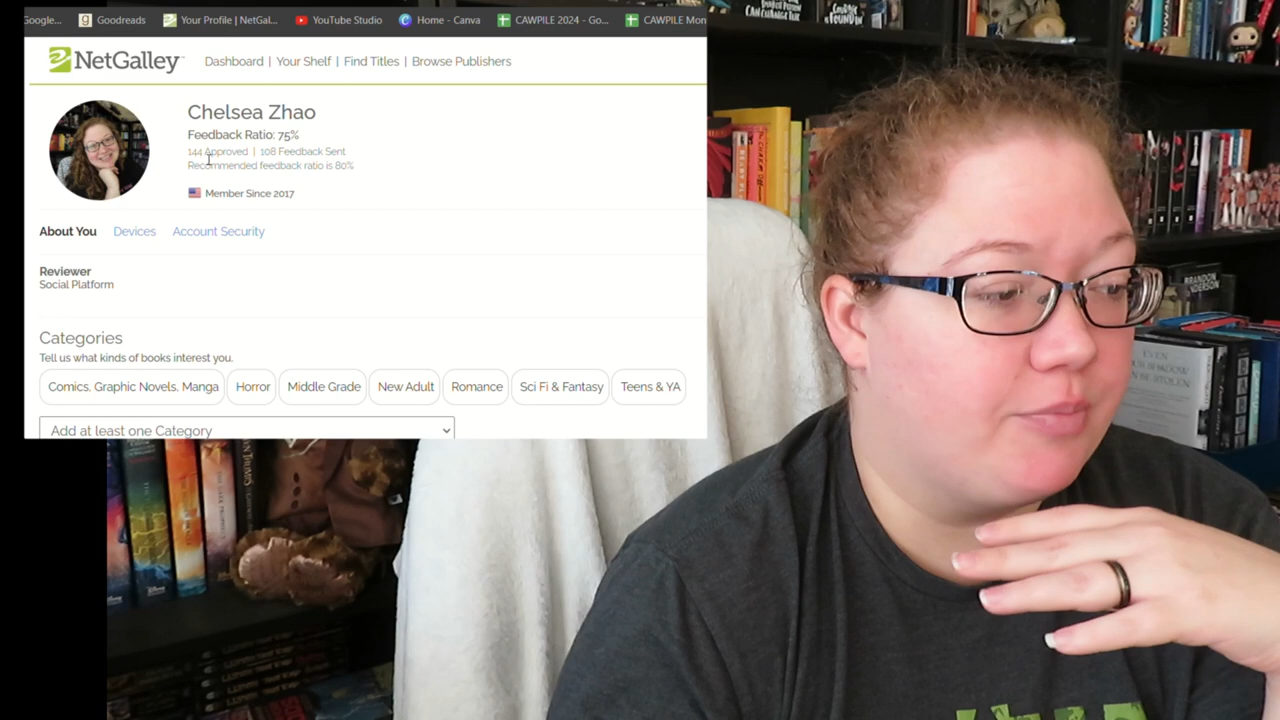 Google...
Goodreads
Your Profile | NetGal...
YouTube Studio
Home - Canva
CAWPILE 2024 - Go...
CAWPILE Mon
NetGalley
Dashboard | Your Shelf | Find Titles | Browse Publishers
Chelsea Zhao
Feedback Ratio: 75%
144 Approved | 108 Feedback Sent
Recommended feedback ratio is 80%
Member Since 2017
About You
Devices
Account Security
Reviewer
Social Platform
Categories
Tell us what kinds of books interest you.
Comics, Graphic Novels, Manga
Horror
Middle Grade
New Adult
Romance
Sci Fi & Fantasy
Teens & YA
Add at least one Category
BRANDON